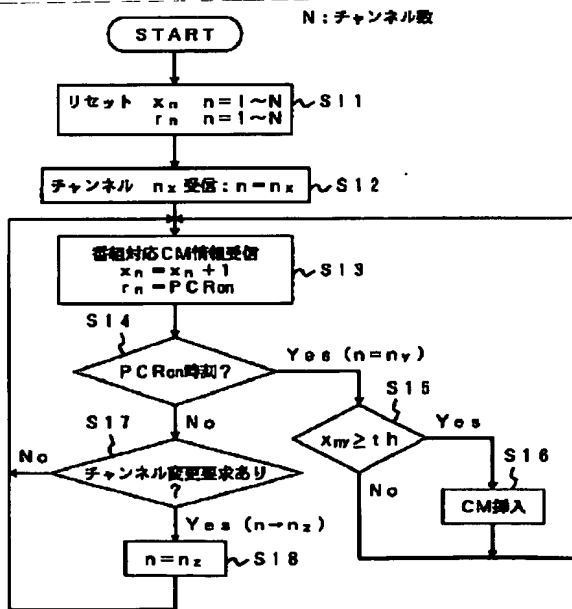 N：チャンネル数
START
リセット xn n=1～N
rn n=1～N
S11
チャンネル nx 受信：n=nx
S12
番組対応CM情報受信
xn=xn+1
rn=PCRon
S13
S14
PCRon時刻？
Yes (n=ny)
No
S15
xny≥th
Yes
No
S16
CM挿入
S17
チャンネル変更要求あり
？
No
Yes (n→nz)
n=nz
S18